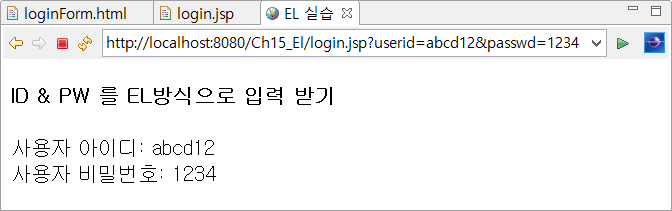 loginForm.html login.jsp EL 실습
http://localhost:8080/Ch15_El/login.jsp?userid=abcd12&passwd=1234
ID & PW 를 EL방식으로 입력 받기
사용자 아이디: abcd12
사용자 비밀번호: 1234